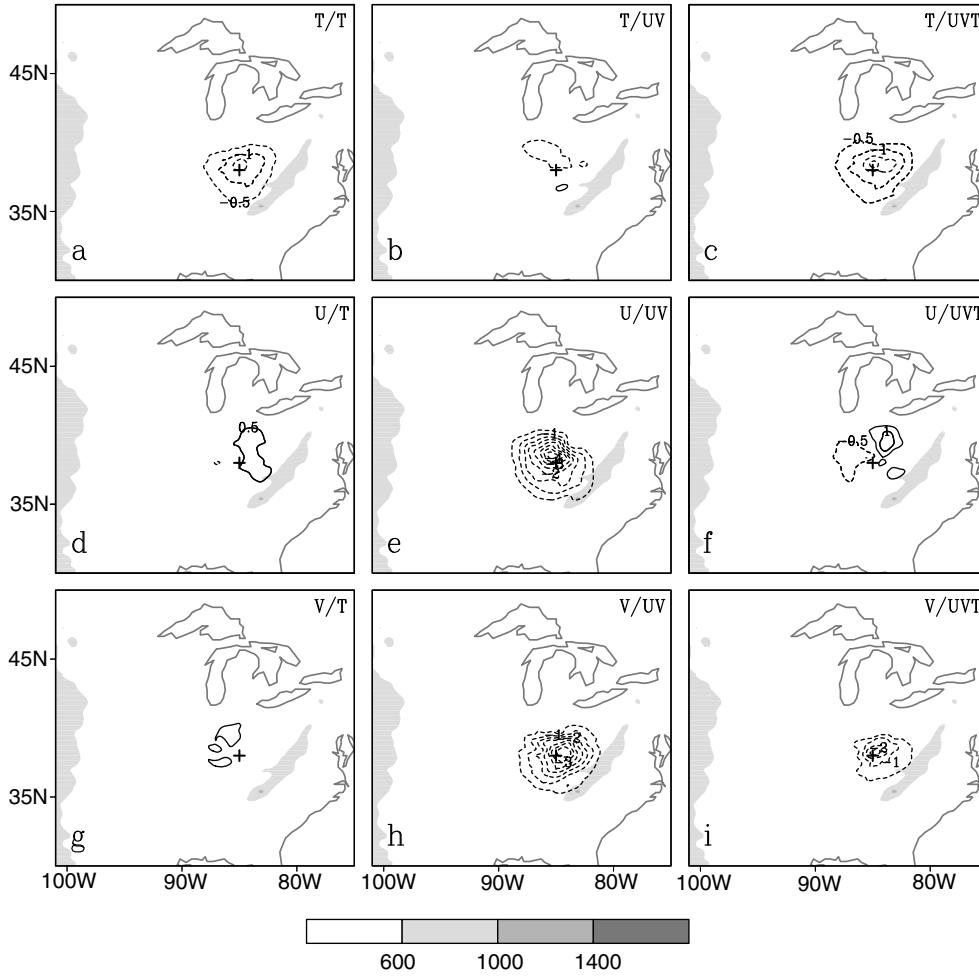 T/T
T/UV
T/UVT
45N
-1
-0.5
-0.5
1
35N
a
b
c
U/T
U/UV
U/UVT
45N
0.5
1
-0.5
1
-2
35N
d
e
f
V/T
V/UV
V/UVT
45N
1
-2
3
3
-1
35N
g
h
i
100W
90W
80W
100W
90W
80W
100W
90W
80W
600
1000
1400